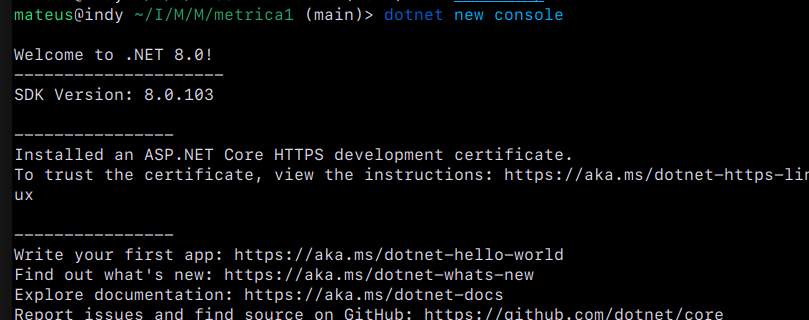 mateus@indy ~/I/M/M/metrica1 (main)> dotnet new console
Welcome to .NET 8.0!
---------------------
SDK Version: 8.0.103
----------------
Installed an ASP.NET Core HTTPS development certificate.
To trust the certificate, view the instructions: https://aka.ms/dotnet-https-lin
ux
----------------
Write your first app: https://aka.ms/dotnet-hello-world
Find out what's new: https://aka.ms/dotnet-whats-new
Explore documentation: https://aka.ms/dotnet-docs
Report issues and find source on GitHub: https://github.com/dotnet/core